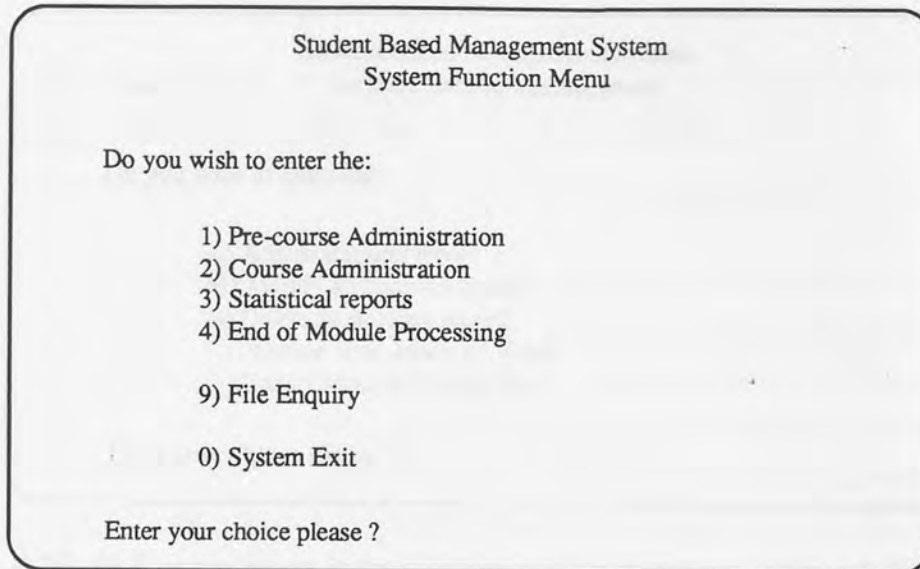 Student Based Management System
System Function Menu
Do you wish to enter the:
1) Pre-course Administration
2) Course Administration
3) Statistical reports
4) End of Module Processing
9) File Enquiry
0) System Exit
Enter your choice please ?